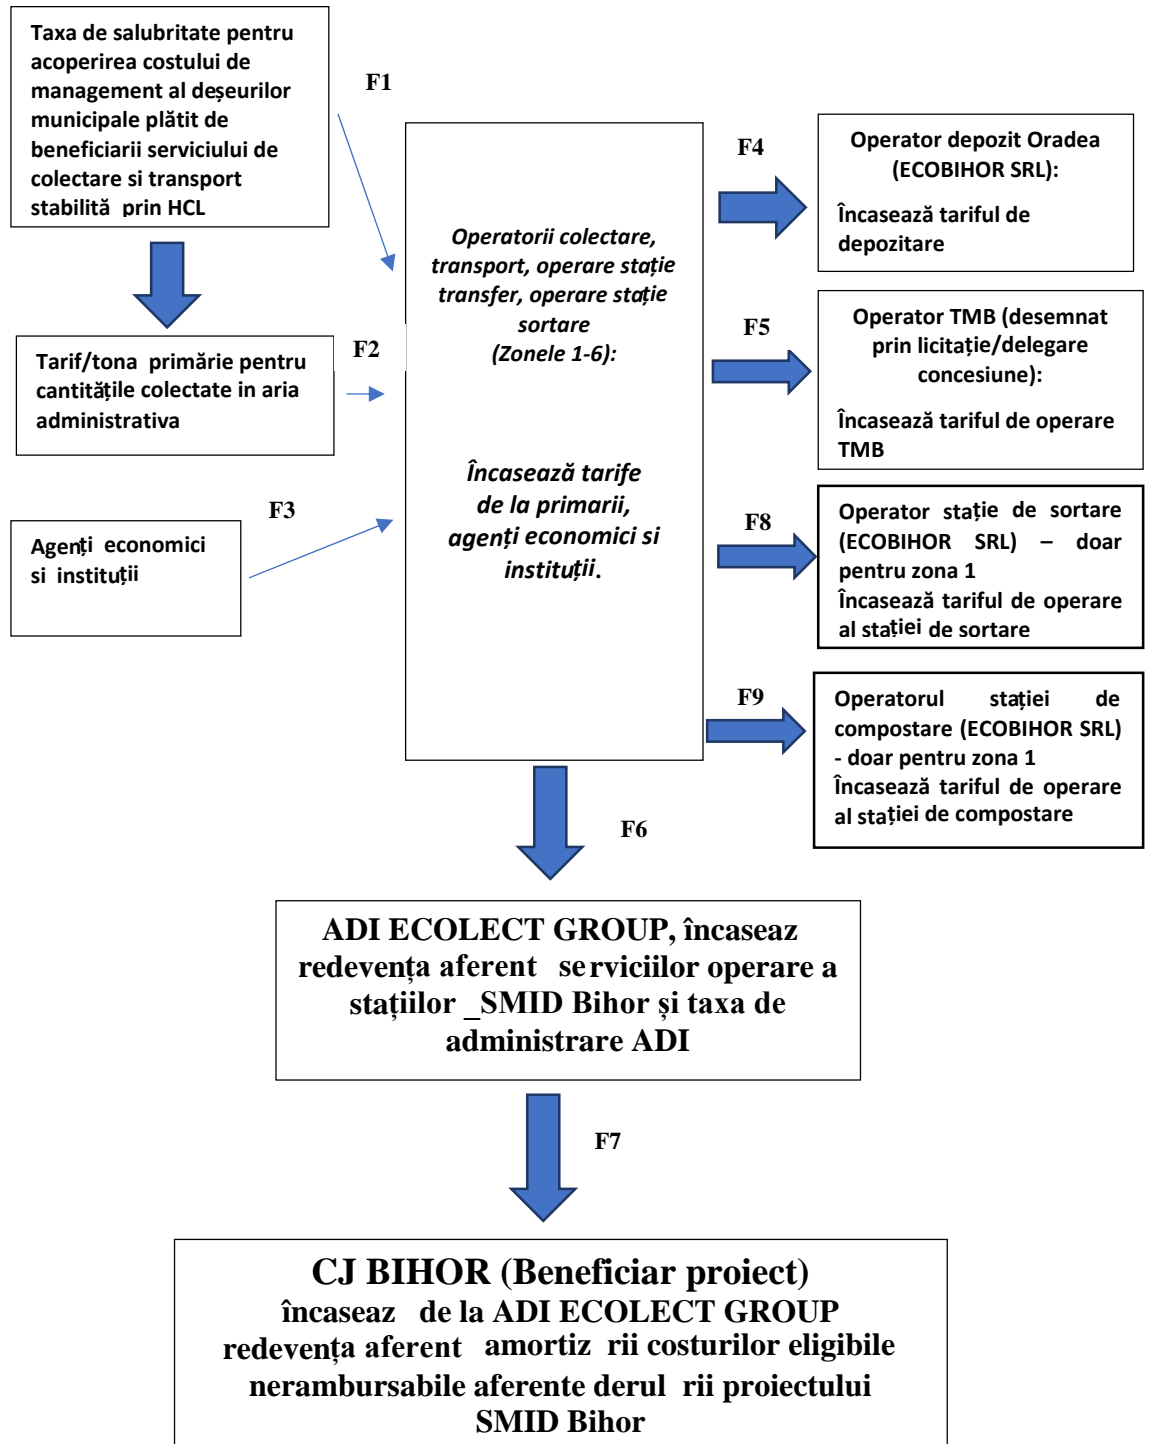 Taxa de salubritate pentru
acoperirea costului de
management al deșeurilor
municipale plătit de
beneficiarii serviciului de
colectare si transport
stabilită prin HCL
F1
Tarif/tona primărie pentru
cantitățile colectate in aria
administrativa
F2
Agenți economici
si instituții
F3
Operatorii colectare,
transport, operare stație
transfer, operare stație
sortare
(Zonele 1-6):
Încasează tarife
de la primarii,
agenți economici si
instituții.
F4
Operator depozit Oradea
(ECOBIHOR SRL):
Încasează tariful de
depozitare
F5
Operator TMB (desemnat
prin licitație/delegare
concesiune):
Încasează tariful de operare
TMB
F8
Operator stație de sortare
(ECOBIHOR SRL) – doar
pentru zona 1
Încasează tariful de operare
al stației de sortare
F9
Operatorul stației de
compostare (ECOBIHOR SRL)
- doar pentru zona 1
Încasează tariful de operare
al stației de compostare
F6
ADI ECOLECT GROUP, încaseaz
redevența aferent serviciilor operare a
stațiilor _SMID Bihor și taxa de
administrare ADI
F7
CJ BIHOR (Beneficiar proiect)
încaseaz de la ADI ECOLECT GROUP
redevența aferent amortiz rii costurilor eligibile
nerambursabile aferente derul rii proiectului
SMID Bihor